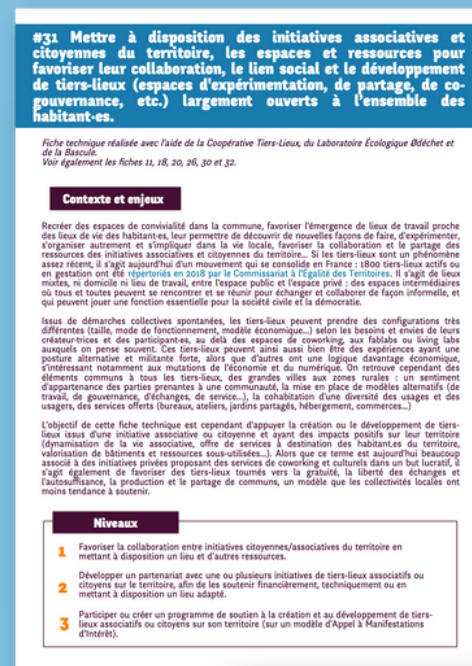 #31 Mettre à disposition des initiatives associatives et
citoyennes du territoire, les espaces et ressources pour
favoriser leur collaboration, le lien social et le développement
de tiers-lieux (espaces d'expérimentation, de partage, de co-
gouvernance, etc.) largement ouverts à l'ensemble des
habitant·es.
Fiche technique réalisée avec l'aide de la Coopérative Tiers-Lieux, du Laboratoire Écologique Ødéchet et
de la Bascule.
Voir également les fiches 11, 18, 20, 26, 30 et 32.
Contexte et enjeux
Recréer des espaces de convivialité dans la commune, favoriser l'émergence de lieux de travail proche
des lieux de vie des habitant·es, leur permettre de découvrir de nouvelles façons de faire, d'expérimenter,
s'organiser autrement et s'impliquer dans la vie locale, favoriser la collaboration et le partage des
ressources des initiatives associatives et citoyennes du territoire... Si les tiers-lieux sont un phénomène
assez récent, il s'agit aujourd'hui d'un mouvement qui se consolide en France : 1800 tiers-lieux actifs ou
en gestation ont été répertoriés en 2018 par le Commissariat à l'Égalité des Territoires. Il s'agit de lieux
mixtes, ni domicile ni lieu de travail, entre l'espace public et l'espace privé : des espaces intermédiaires
où tous et toutes peuvent se rencontrer et se réunir pour échanger et collaborer de façon informelle, et
qui peuvent jouer une fonction essentielle pour la société civile et la démocratie.
Issus de démarches collectives spontanées, les tiers-lieux peuvent prendre des configurations très
différentes (taille, mode de fonctionnement, modèle économique...) selon les besoins et envies de leurs
créateur·trices et des participant·es, au delà des espaces de coworking, aux fablabs ou living labs
auxquels on pense souvent. Ces tiers-lieux peuvent ainsi aussi bien être des expériences ayant une
posture alternative et militante forte, alors que d'autres ont une logique davantage économique,
s'intéressant notamment aux mutations de l'économie et du numérique. On retrouve cependant des
éléments communs à tous les tiers-lieux, des grandes villes aux zones rurales : un sentiment
d'appartenance des parties prenantes à une communauté, la mise en place de modèles alternatifs (de
travail, de gouvernance, d'échanges, de service...), la cohabitation d'une diversité des usages et des
usagers, des services offerts (bureaux, ateliers, jardins partagés, hébergement, commerces...)
L'objectif de cette fiche technique est cependant d'appuyer la création ou le développement de tiers-
lieux issus d'une initiative associative ou citoyenne et ayant des impacts positifs sur leur territoire
(dynamisation de la vie associative, offre de services à destination des habitant.es du territoire,
valorisation de bâtiments et ressources sous-utilisées...). Alors que ce terme est aujourd'hui beaucoup
associé à des initiatives privées proposant des services de coworking et culturels dans un but lucratif, il
s'agit également de favoriser des tiers-lieux tournés vers la gratuité, la liberté des échanges et
l'autosuffisance, la production et le partage de communs, un modèle que les collectivités locales ont
moins tendance à soutenir.
Niveaux
1 Favoriser la collaboration entre initiatives citoyennes/associatives du territoire en
mettant à disposition un lieu et d'autres ressources.
2 Développer un partenariat avec une ou plusieurs initiatives de tiers-lieux associatifs ou
citoyens sur le territoire, afin de les soutenir financièrement, techniquement ou en
mettant à disposition un lieu adapté.
3 Participer ou créer un programme de soutien à la création et au développement de tiers-
lieux associatifs ou citoyens sur son territoire (sur un modèle d'Appel à Manifestations
d'Intérêt).